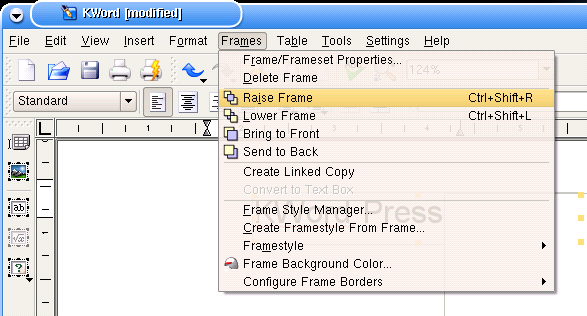 KWord [modified]
File Edit View Insert Format Frames Table Tools Settings Help
124%
Standard
Frame/Frameset Properties...
Delete Frame
Raise Frame Ctrl+Shift+R
Lower Frame Ctrl+Shift+L
Bring to Front
Send to Back
Create Linked Copy
Convert to Text Box
KWord Press
Frame Style Manager...
Create Framestyle From Frame...
Framestyle
Frame Background Color...
Configure Frame Borders